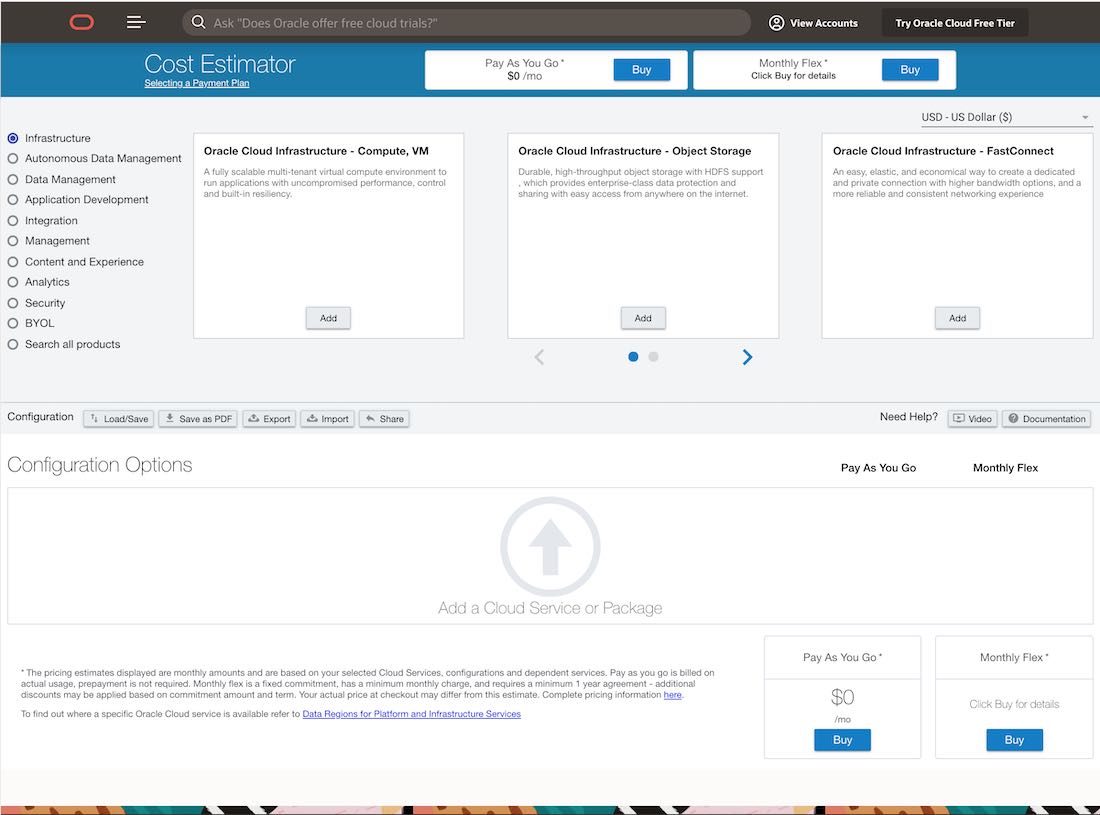 Ask "Does Oracle offer free cloud trials?"
View Accounts
Try Oracle Cloud Free Tier
Cost Estimator
Selecting a Payment Plan
Pay As You Go *
$0 /mo
Buy
Monthly Flex *
Click Buy for details
Buy
USD - US Dollar ($)
Infrastructure
Autonomous Data Management
Data Management
Application Development
Integration
Management
Content and Experience
Analytics
Security
BYOL
Search all products
Oracle Cloud Infrastructure - Compute, VM
A fully scalable multi-tenant virtual compute environment to
run applications with uncompromised performance, control
and built-in resiliency.
Add
Oracle Cloud Infrastructure - Object Storage
Durable, high-throughput object storage with HDFS support
, which provides enterprise-class data protection and
sharing with easy access from anywhere on the internet.
Add
Oracle Cloud Infrastructure - FastConnect
An easy, elastic, and economical way to create a dedicated
and private connection with higher bandwidth options, and a
more reliable and consistent networking experience
Add
Configuration
Load/Save
Save as PDF
Export
Import
Share
Need Help?
Video
Documentation
Configuration Options
Pay As You Go
Monthly Flex
Add a Cloud Service or Package
* The pricing estimates displayed are monthly amounts and are based on your selected Cloud Services, configurations and dependent services. Pay as you go is billed on
actual usage, prepayment is not required. Monthly flex is a fixed commitment, has a minimum monthly charge, and requires a minimum 1 year agreement - additional
discounts may be applied based on commitment amount and term. Your actual price at checkout may differ from this estimate. Complete pricing information here.
To find out where a specific Oracle Cloud service is available refer to Data Regions for Platform and Infrastructure Services
Pay As You Go *
$0
/mo
Buy
Monthly Flex *
Click Buy for details
Buy